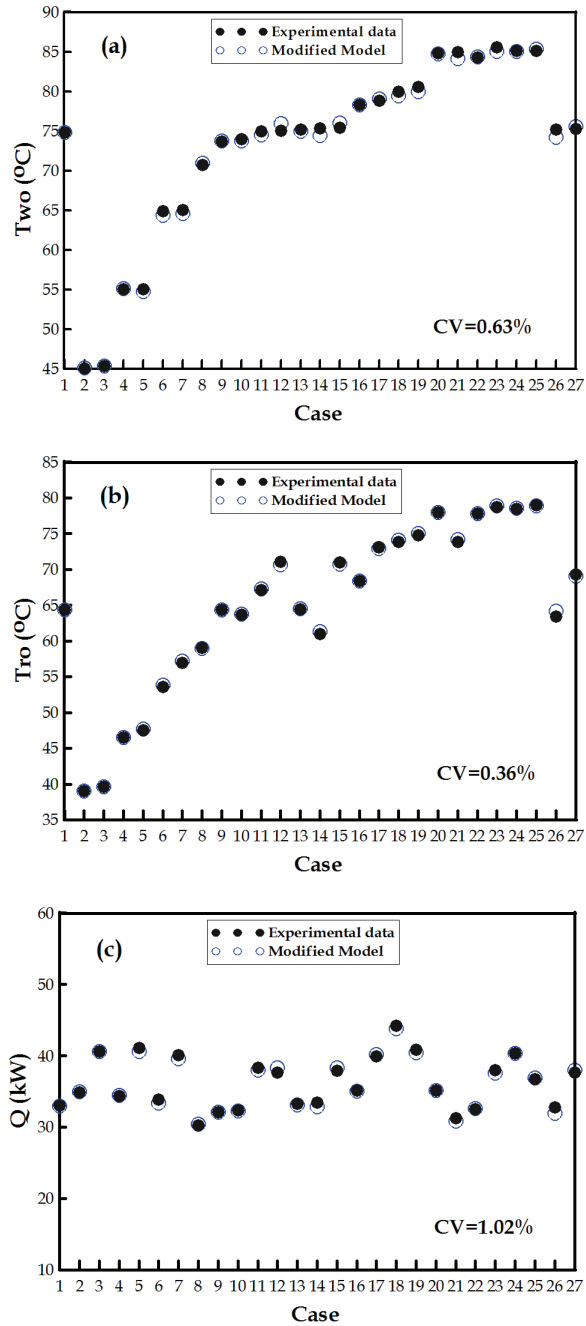 90
85
80
75
70
65
60
55
50
45
Two (ºC)
(a)
Experimental data
Modified Model
CV=0.63%
1 2 3 4 5 6 7 8 9 10 11 12 13 14 15 16 17 18 19 20 21 22 23 24 25 26 27
Case
85
80
75
70
65
60
55
50
45
40
35
Tro (ºC)
(b)
Experimental data
Modified Model
CV=0.36%
1 2 3 4 5 6 7 8 9 10 11 12 13 14 15 16 17 18 19 20 21 22 23 24 25 26 27
Case
60
50
40
30
20
10
Q (kW)
(c)
Experimental data
Modified Model
CV=1.02%
1 2 3 4 5 6 7 8 9 10 11 12 13 14 15 16 17 18 19 20 21 22 23 24 25 26 27
Case